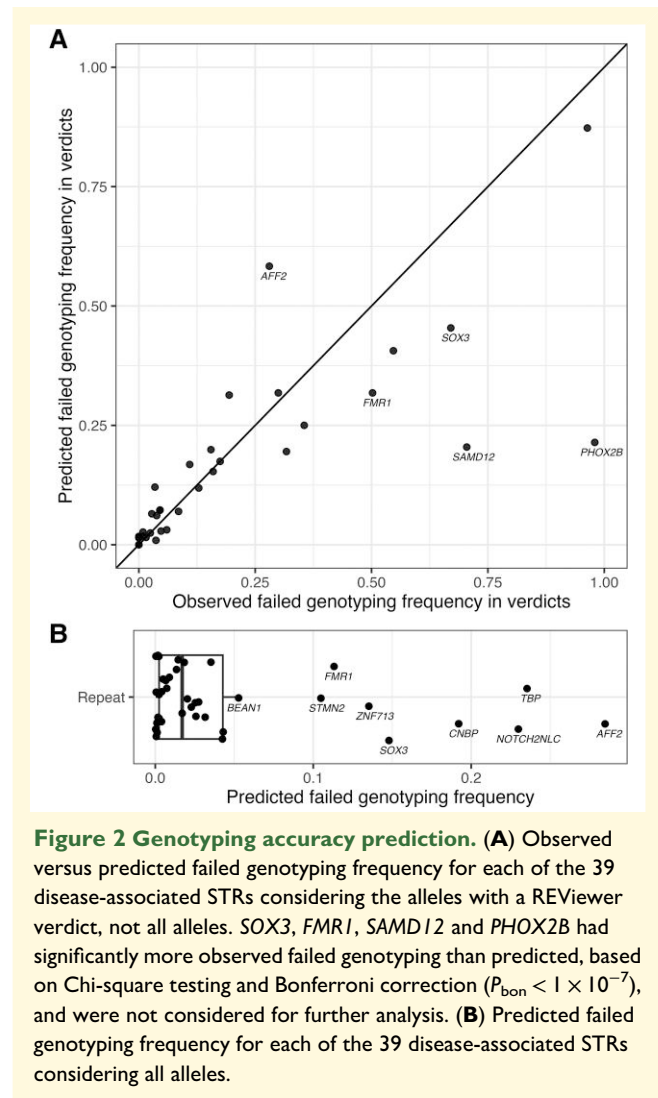 A
1.00
0.75
0.50
0.25
0.00
Predicted failed genotyping frequency in verdicts
AFF2
SOX3
FMR1
SAMD12
PHOX2B
0.00 0.25 0.50 0.75 1.00
Observed failed genotyping frequency in verdicts
B
Repeat
FMR1
BEAN1
STMN2
ZNF713
SOX3
CNBP
TBP
NOTCH2NLC
AFF2
0.0 0.1 0.2
Predicted failed genotyping frequency
Figure 2 Genotyping accuracy prediction. (A) Observed
versus predicted failed genotyping frequency for each of the 39
disease-associated STRs considering the alleles with a REViewer
verdict, not all alleles. SOX3, FMR1, SAMD12 and PHOX2B had
significantly more observed failed genotyping than predicted, based
on Chi-square testing and Bonferroni correction (Pbon < 1 × 10−7),
and were not considered for further analysis. (B) Predicted failed
genotyping frequency for each of the 39 disease-associated STRs
considering all alleles.